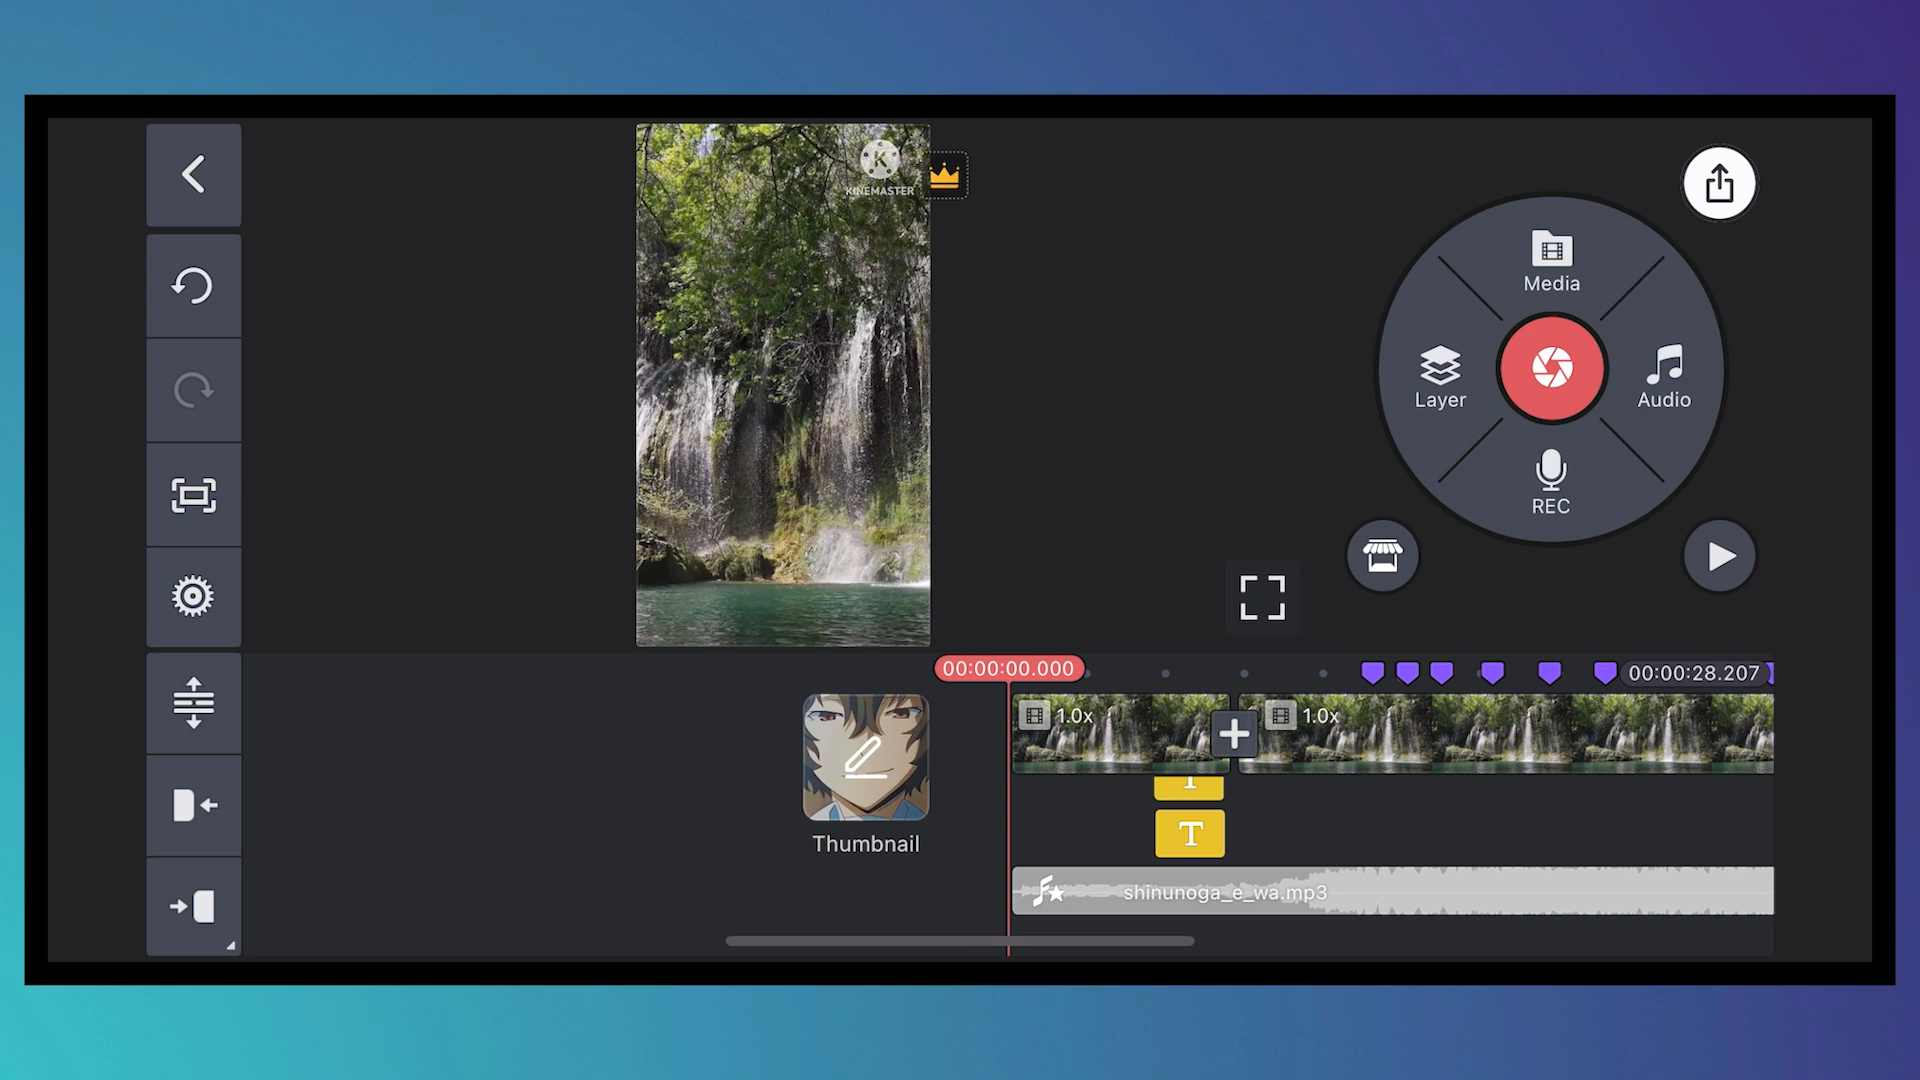 KINEMASTER
Media
Layer
Audio
REC
00:00:00.000
00:00:28.207
1.0x
1.0x
T
T
Thumbnail
shinunoga_e_wa.mp3